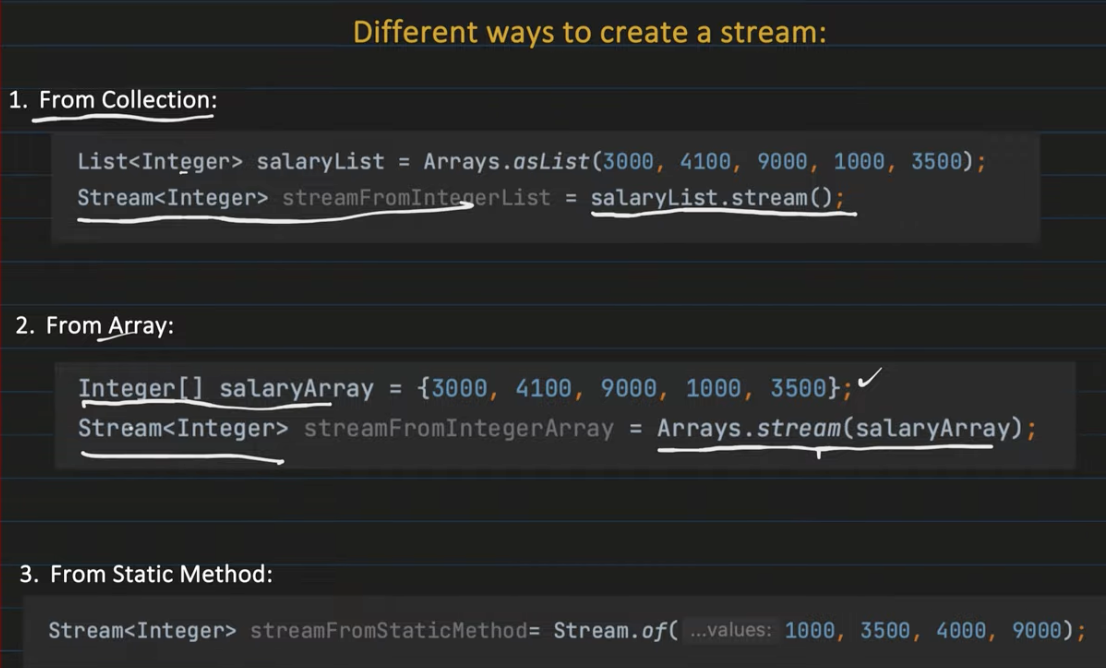 Different ways to create a stream:
1. From Collection:
List<Integer> salaryList = Arrays.asList(3000, 4100, 9000, 1000, 3500);
Stream<Integer> streamFromIntegerList = salaryList.stream();
2. From Array:
Integer[] salaryArray = {3000, 4100, 9000, 1000, 3500};
Stream<Integer> streamFromIntegerArray = Arrays.stream(salaryArray);
3. From Static Method:
Stream<Integer> streamFromStaticMethod= Stream.of( ...values: 1000, 3500, 4000, 9000);